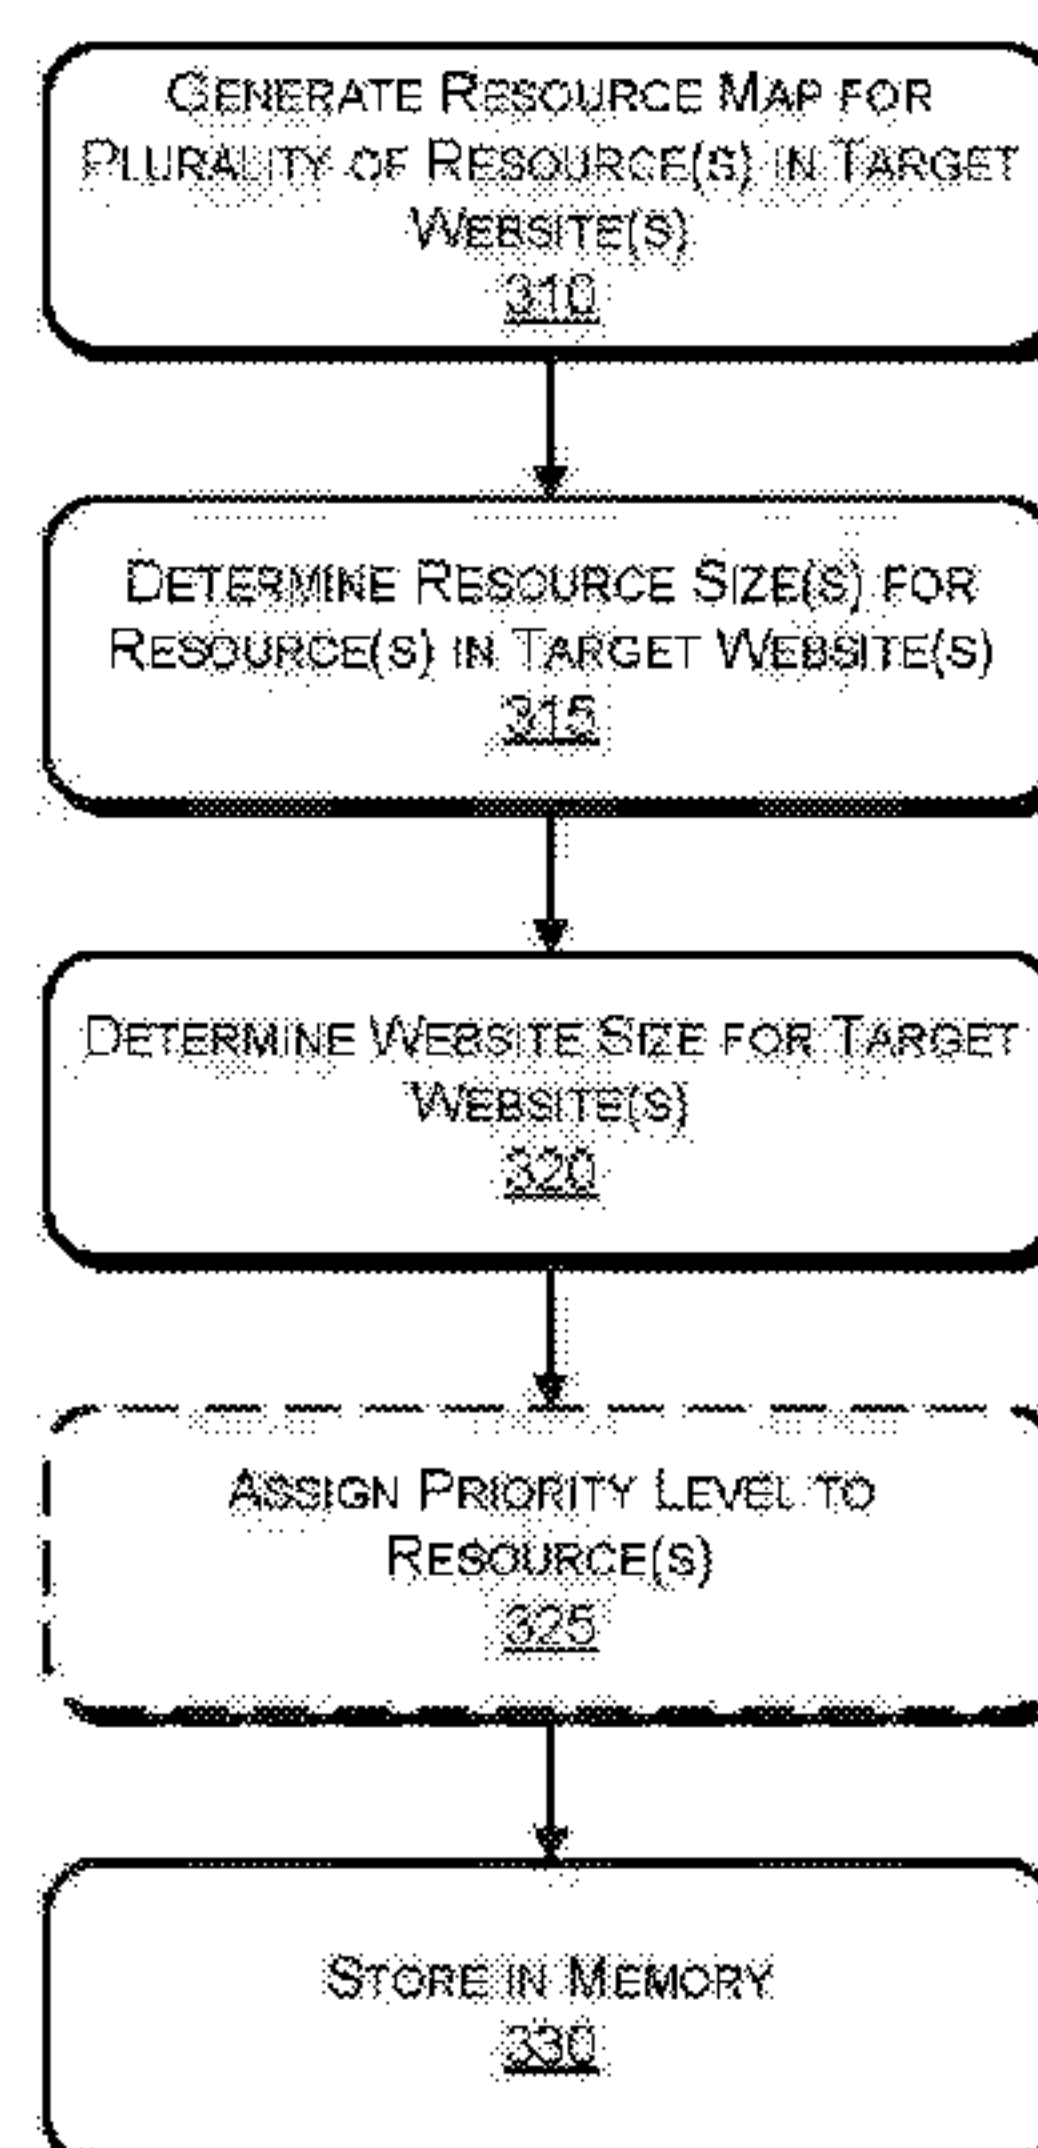 GENERATE RESOURCE MAP FOR
PLURALITY OF RESOURCE(S) IN TARGET
WEBSITE(S)
310
DETERMINE RESOURCE SIZE(S) FOR
RESOURCE(S) IN TARGET WEBSITE(S)
315
DETERMINE WEBSITE SIZE FOR TARGET
WEBSITE(S)
320
ASSIGN PRIORITY LEVEL TO
RESOURCE(S)
325
STORE IN MEMORY
330